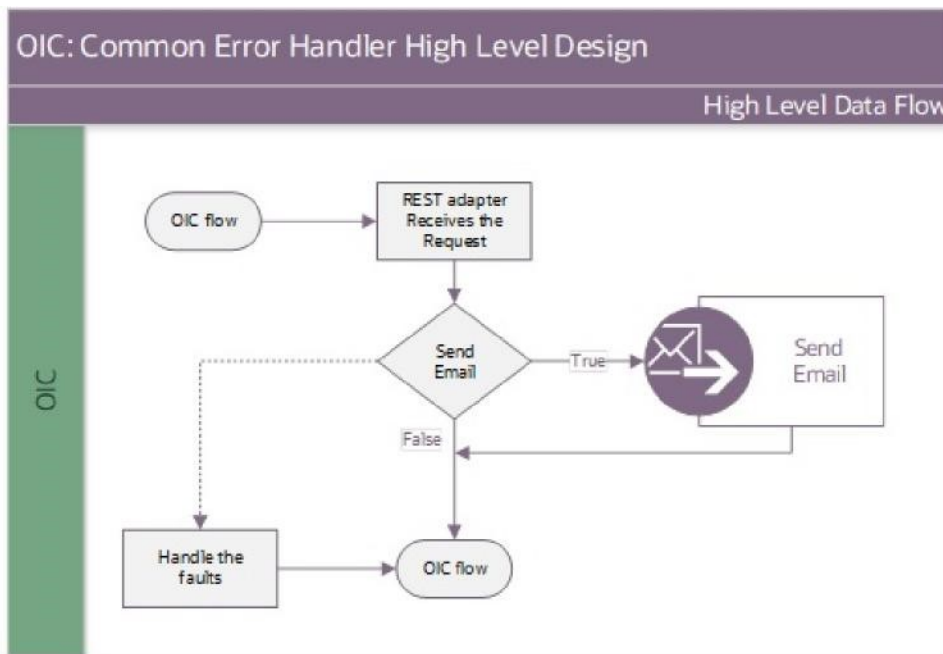 OIC: Common Error Handler High Level Design
High Level Data Flow
OIC
OIC flow
REST adapter
Receives the
Request
Send
Email
True
Send
Email
False
Handle the
faults
OIC flow